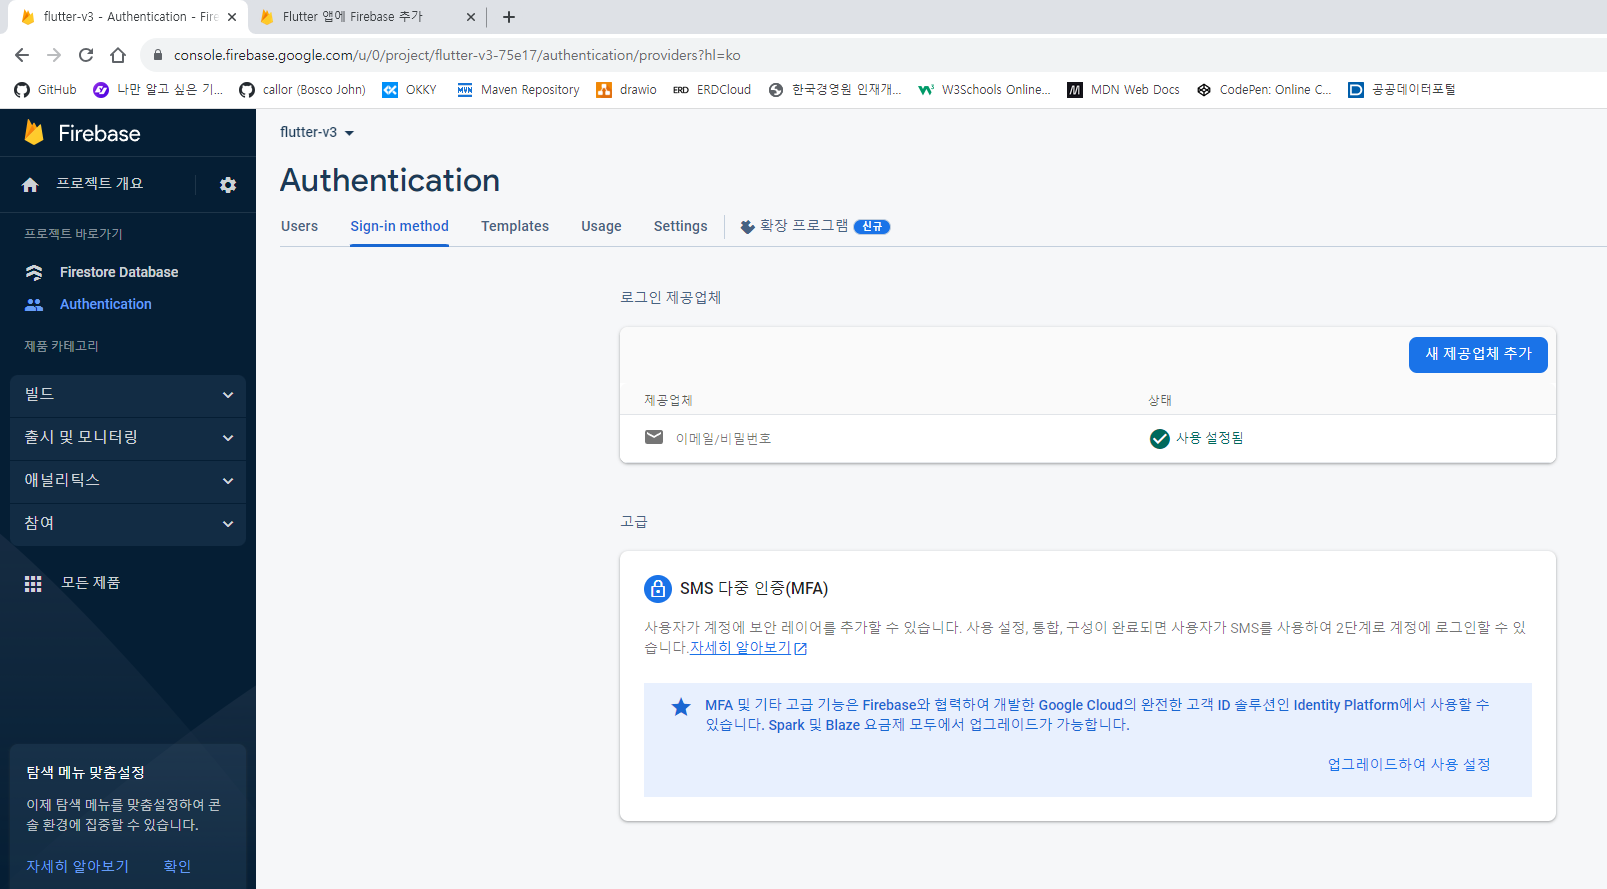 flutter-v3 - Authentication - Fire
Flutter 앱에 Firebase 추가
console.firebase.google.com/u/0/project/flutter-v3-75e17/authentication/providers?hl=ko
GitHub
나만 알고 싶은 기...
callor (Bosco John)
OKKY
MVN
Maven Repository
drawio
ERD
ERDCloud
한국경영원 인재개...
W3Schools Online...
MDN Web Docs
CodePen: Online C...
공공데이터포털
Firebase
프로젝트 개요
프로젝트 바로가기
Firestore Database
Authentication
제품 카테고리
빌드
출시 및 모니터링
애널리틱스
참여
모든 제품
탐색 메뉴 맞춤설정
이제 탐색 메뉴를 맞춤설정하여 콘
솔 환경에 집중할 수 있습니다.
자세히 알아보기
확인
flutter-v3
Authentication
Users
Sign-in method
Templates
Usage
Settings
확장 프로그램
신규
로그인 제공업체
새 제공업체 추가
제공업체
상태
이메일/비밀번호
사용 설정됨
고급
SMS 다중 인증(MFA)
사용자가 계정에 보안 레이어를 추가할 수 있습니다. 사용 설정, 통합, 구성이 완료되면 사용자가 SMS를 사용하여 2단계로 계정에 로그인할 수 있
습니다.자세히 알아보기
MFA 및 기타 고급 기능은 Firebase와 협력하여 개발한 Google Cloud의 완전한 고객 ID 솔루션인 Identity Platform에서 사용할 수
있습니다. Spark 및 Blaze 요금제 모두에서 업그레이드가 가능합니다.
업그레이드하여 사용 설정